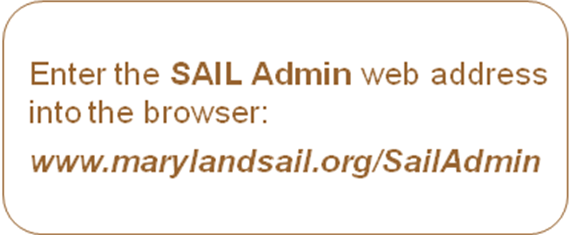 Enter the SAIL Admin web address
into the browser:
www.marylandsail.org/SailAdmin